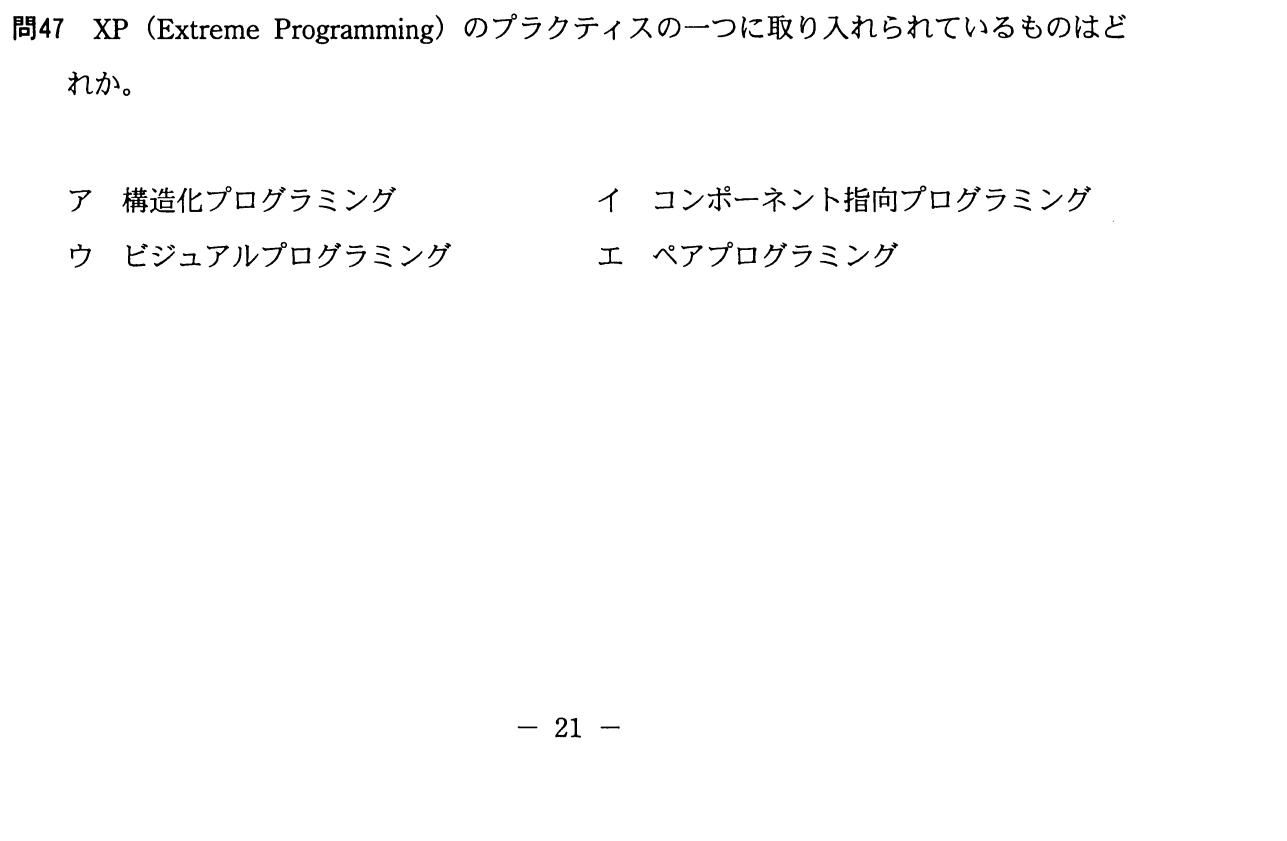 問47 XP（Extreme Programming）のプラクティスの一つに取り入れられているものはど
れか。
ア 構造化プログラミング イ コンポーネント指向プログラミング
ウ ビジュアルプログラミング エ ペアプログラミング
－ 21 －